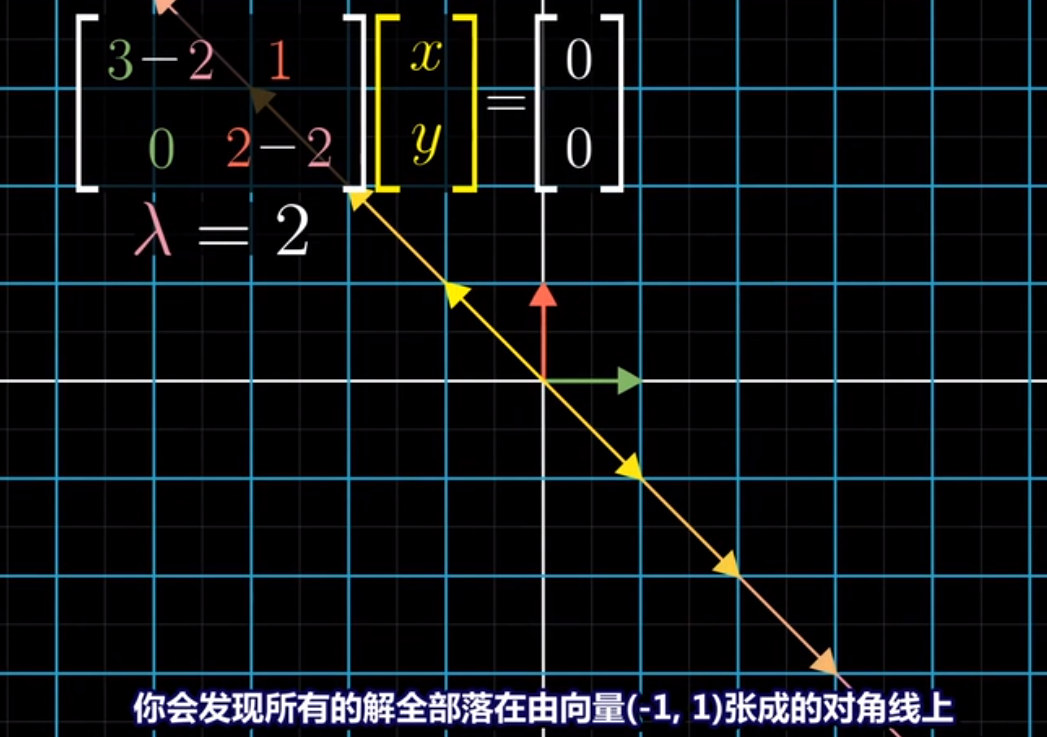 [3−2 1] [x] = [0]
[0 2−2] [y] [0]
λ = 2
你会发现所有的解全部落在由向量(-1, 1)张成的对角线上